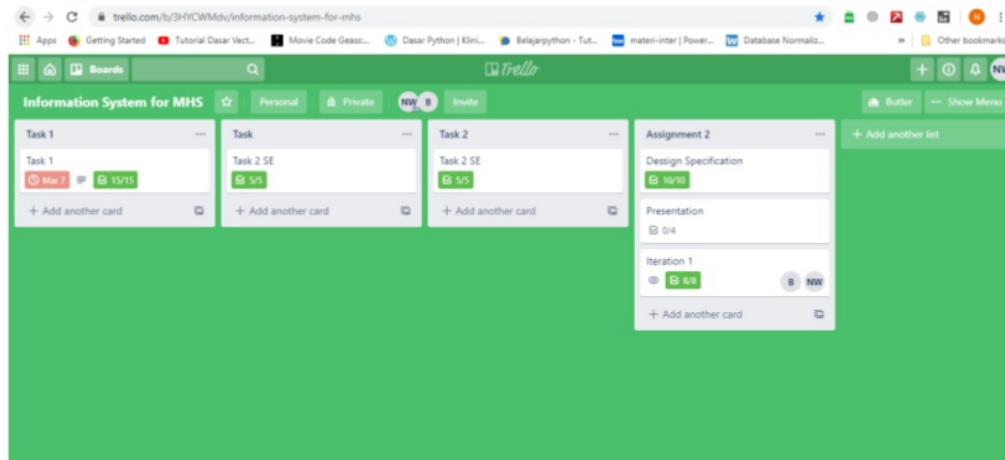 trello.com/b/3HYCWMdv/information-system-for-mhs
Apps Getting Started Tutorial Dasar Vect... Movie Code Geass:... Dasar Python | Klini... Belajarpython - Tut... materi-inter | Power... Database Normaliz... » Other bookmarks
Boards Trello NW
Information System for MHS Personal Private NW B Invite Butler ... Show Menu
Task 1 ... Task ... Task 2 ... Assignment 2 ... + Add another list
Task 1 Task 2 SE Task 2 SE Dessign Specification
Mar 7 15/15 5/5 5/5 10/10
+ Add another card + Add another card + Add another card Presentation
0/4
Iteration 1
8/8 B NW
+ Add another card